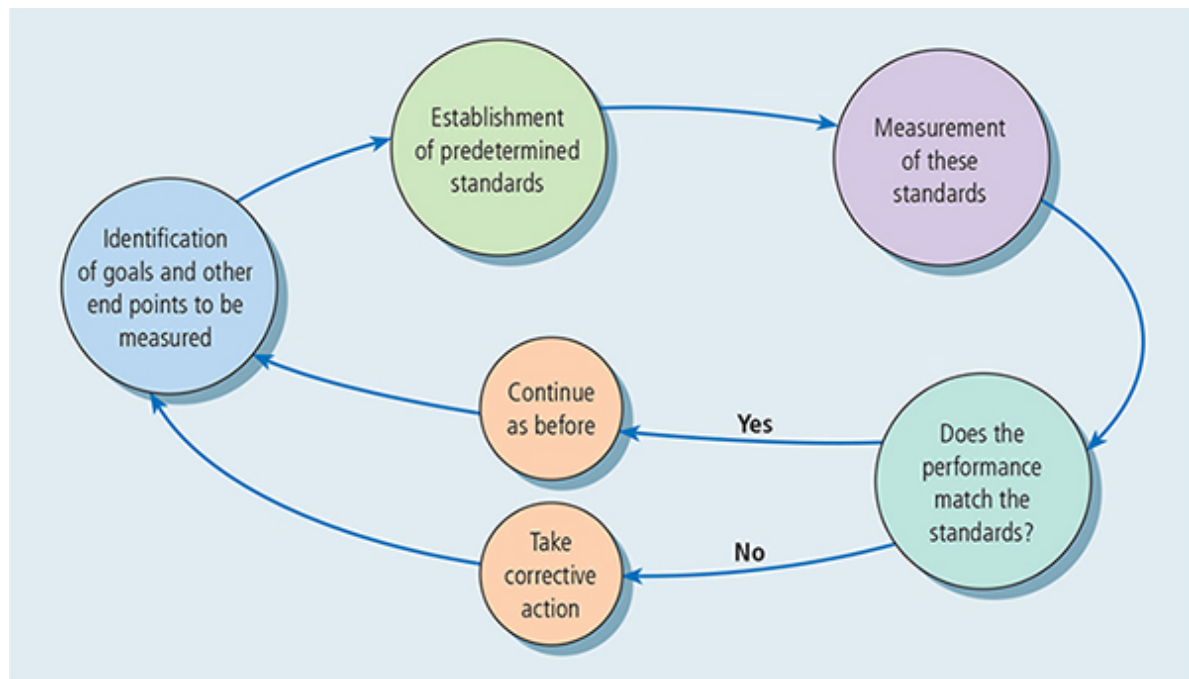 Identification
of goals and other
end points to be
measured
Establishment
of predetermined
standards
Measurement
of these
standards
Does the
performance
match the
standards?
Yes
Continue
as before
No
Take
corrective
action